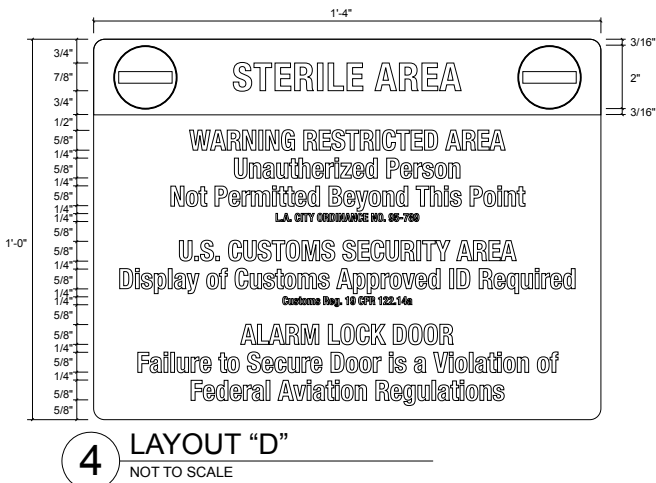 1'-4"
3/4"
7/8"
3/4"
1/2"
5/8"
1/4"
5/8"
1/4"
5/8"
1/4"
1/4"
5/8"
5/8"
1/4"
5/8"
1/4"
1/4"
5/8"
5/8"
1/4"
5/8"
1/4"
5/8"
5/8"
1'-0"
3/16"
2"
3/16"
STERILE AREA
WARNING RESTRICTED AREA
Unautherized Person
Not Permitted Beyond This Point
L.A. CITY ORDINANCE NO. 95-769
U.S. CUSTOMS SECURITY AREA
Display of Customs Approved ID Required
Customs Reg. 19 CFR 122.14a
ALARM LOCK DOOR
Failure to Secure Door is a Violation of
Federal Aviation Regulations
4 LAYOUT “D”
NOT TO SCALE